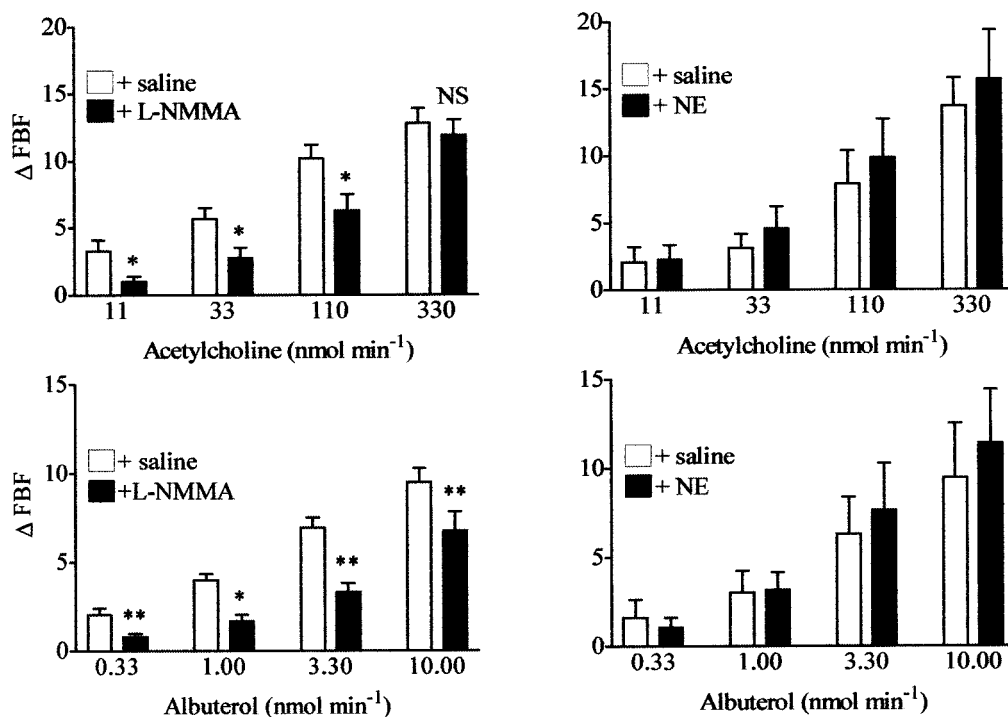 20
15
10
5
0
Δ FBF
+ saline
+ L-NMMA
*
*
*
NS
11 33 110 330
Acetylcholine (nmol min⁻¹)
20
15
10
5
0
+ saline
+ NE
11 33 110 330
Acetylcholine (nmol min⁻¹)
15
10
5
0
Δ FBF
+ saline
+L-NMMA
**
*
**
**
0.33 1.00 3.30 10.00
Albuterol (nmol min⁻¹)
15
10
5
0
+ saline
+ NE
0.33 1.00 3.30 10.00
Albuterol (nmol min⁻¹)